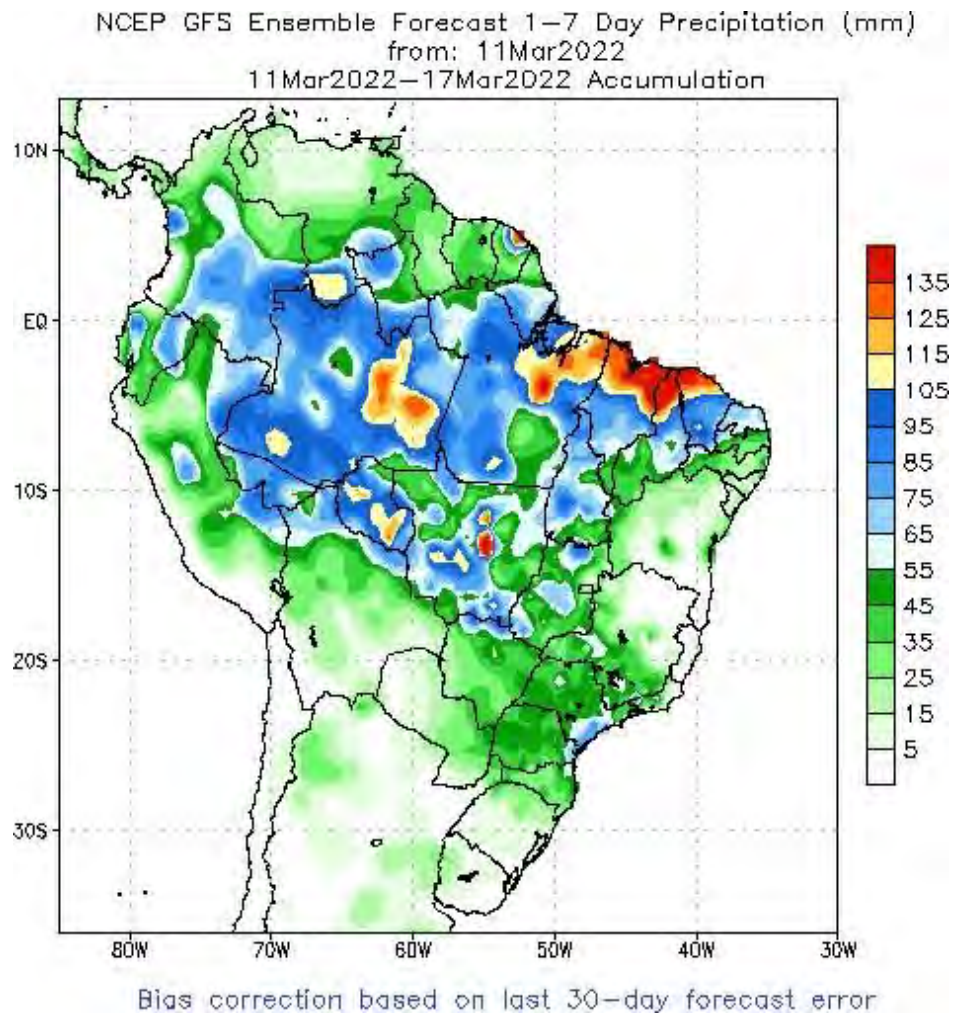 NCEP GFS Ensemble Forecast 1-7 Day Precipitation (mm)
from: 11Mar2022
11Mar2022-17Mar2022 Accumulation
10N
EQ
10S
20S
30S
80W 70W 60W 50W 40W 30W
135
125
115
105
95
85
75
65
55
45
35
25
15
5
Bias correction based on last 30-day forecast error